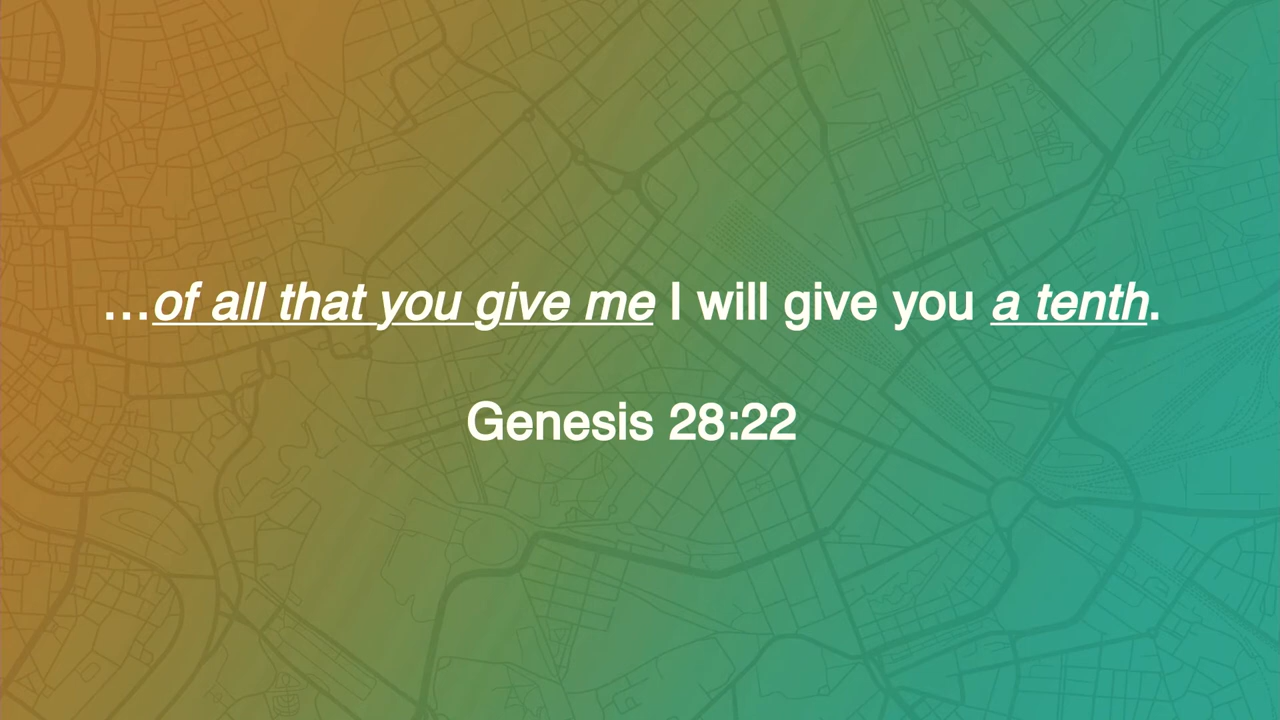 …of all that you give me I will give you a tenth.
Genesis 28:22